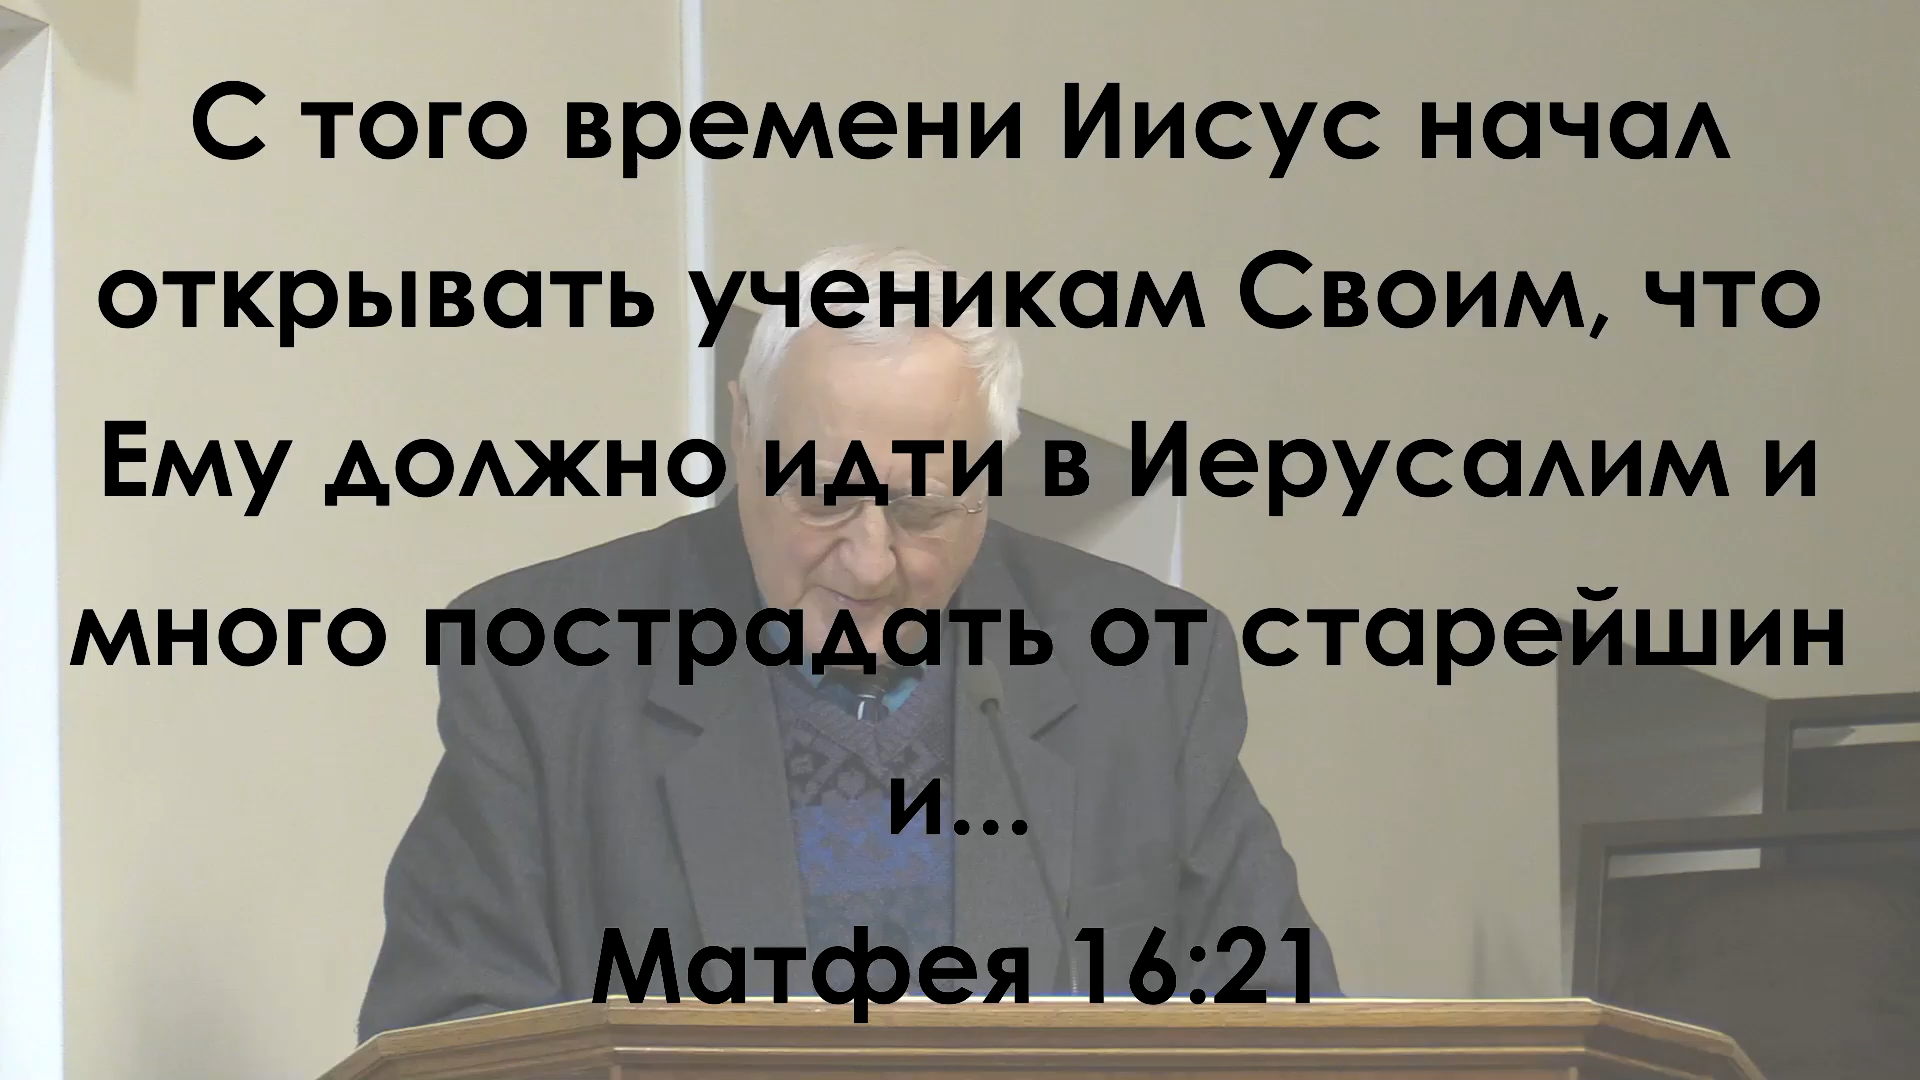 С того времени Иисус начал
открывать ученикам Своим, что
Ему должно идти в Иерусалим и
много пострадать от старейшин
и...
Матфея 16:21